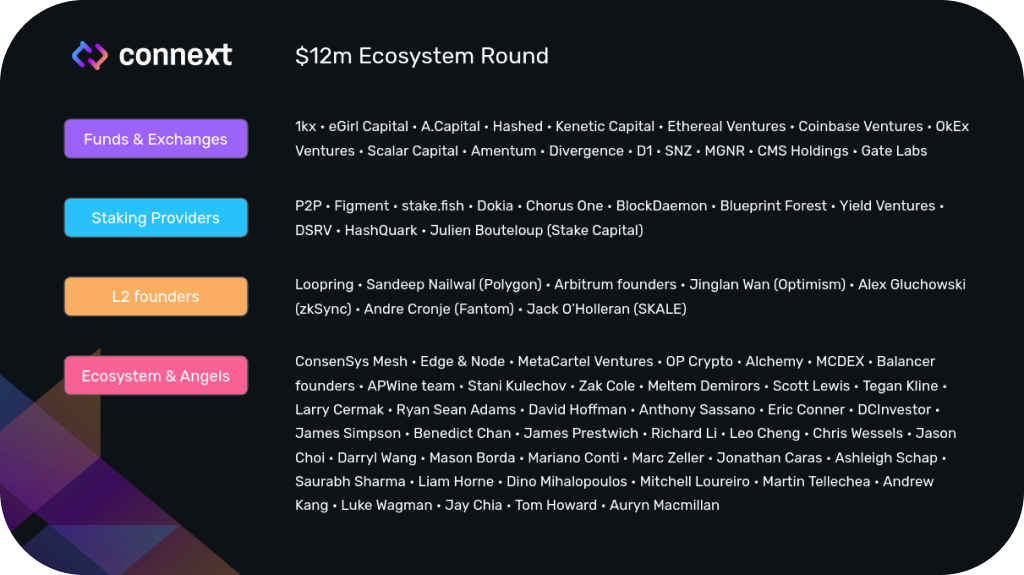 connext
$12m Ecosystem Round
Funds & Exchanges
1kx • eGirl Capital • A.Capital • Hashed • Kenetic Capital • Ethereal Ventures • Coinbase Ventures • OkEx
Ventures • Scalar Capital • Amentum • Divergence • D1 • SNZ • MGNR • CMS Holdings • Gate Labs
Staking Providers
P2P • Figment • stake.fish • Dokia • Chorus One • BlockDaemon • Blueprint Forest • Yield Ventures •
DSRV • HashQuark • Julien Bouteloup (Stake Capital)
L2 founders
Loopring • Sandeep Nailwal (Polygon) • Arbitrum founders • Jinglan Wan (Optimism) • Alex Gluchowski
(zkSync) • Andre Cronje (Fantom) • Jack O’Holleran (SKALE)
Ecosystem & Angels
ConsenSys Mesh • Edge & Node • MetaCartel Ventures • OP Crypto • Alchemy • MCDEX • Balancer
founders • APWine team • Stani Kulechov • Zak Cole • Meltem Demirors • Scott Lewis • Tegan Kline •
Larry Cermak • Ryan Sean Adams • David Hoffman • Anthony Sassano • Eric Conner • DCInvestor •
James Simpson • Benedict Chan • James Prestwich • Richard Li • Leo Cheng • Chris Wessels • Jason
Choi • Darryl Wang • Mason Borda • Mariano Conti • Marc Zeller • Jonathan Caras • Ashleigh Schap •
Saurabh Sharma • Liam Horne • Dino Mihalopoulos • Mitchell Loureiro • Martin Tellechea • Andrew
Kang • Luke Wagman • Jay Chia • Tom Howard • Auryn Macmillan